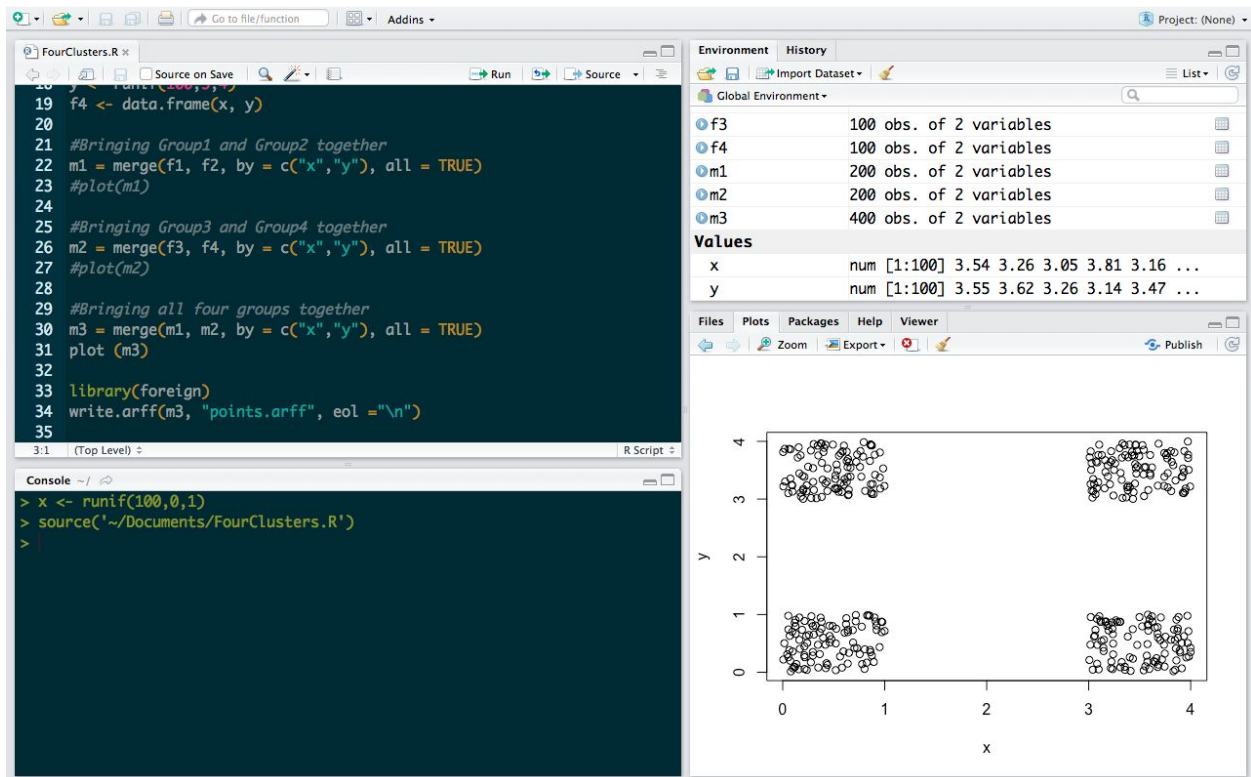 Go to file/function Addins Project: (None)
FourClusters.R
Source on Save Run Source
18 y <- runif(100,3,4)
19 f4 <- data.frame(x, y)
20
21 #Bringing Group1 and Group2 together
22 m1 = merge(f1, f2, by = c("x","y"), all = TRUE)
23 #plot(m1)
24
25 #Bringing Group3 and Group4 together
26 m2 = merge(f3, f4, by = c("x","y"), all = TRUE)
27 #plot(m2)
28
29 #Bringing all four groups together
30 m3 = merge(m1, m2, by = c("x","y"), all = TRUE)
31 plot (m3)
32
33 library(foreign)
34 write.arff(m3, "points.arff", eol ="\n")
35
3:1 (Top Level) R Script
Console ~/
> x <- runif(100,0,1)
> source('~/Documents/FourClusters.R')
>
Environment History
Import Dataset List
Global Environment
f3 100 obs. of 2 variables
f4 100 obs. of 2 variables
m1 200 obs. of 2 variables
m2 200 obs. of 2 variables
m3 400 obs. of 2 variables
Values
x num [1:100] 3.54 3.26 3.05 3.81 3.16 ...
y num [1:100] 3.55 3.62 3.26 3.14 3.47 ...
Files Plots Packages Help Viewer
Zoom Export Publish
4
3
2
1
0
y
0 1 2 3 4
x